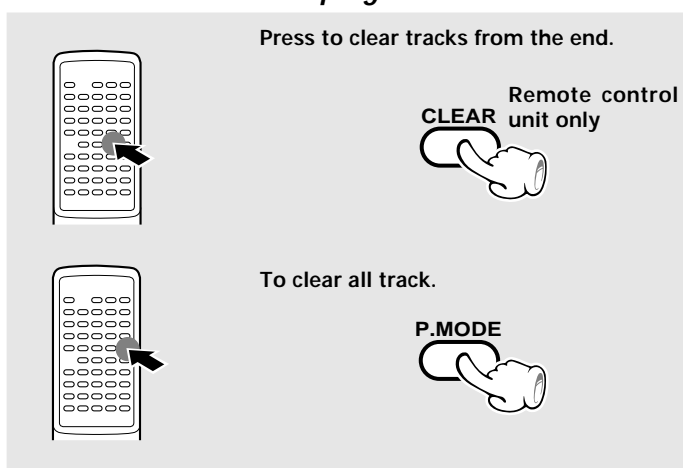 Press to clear tracks from the end.
Remote control
CLEAR unit only
To clear all track.
P.MODE